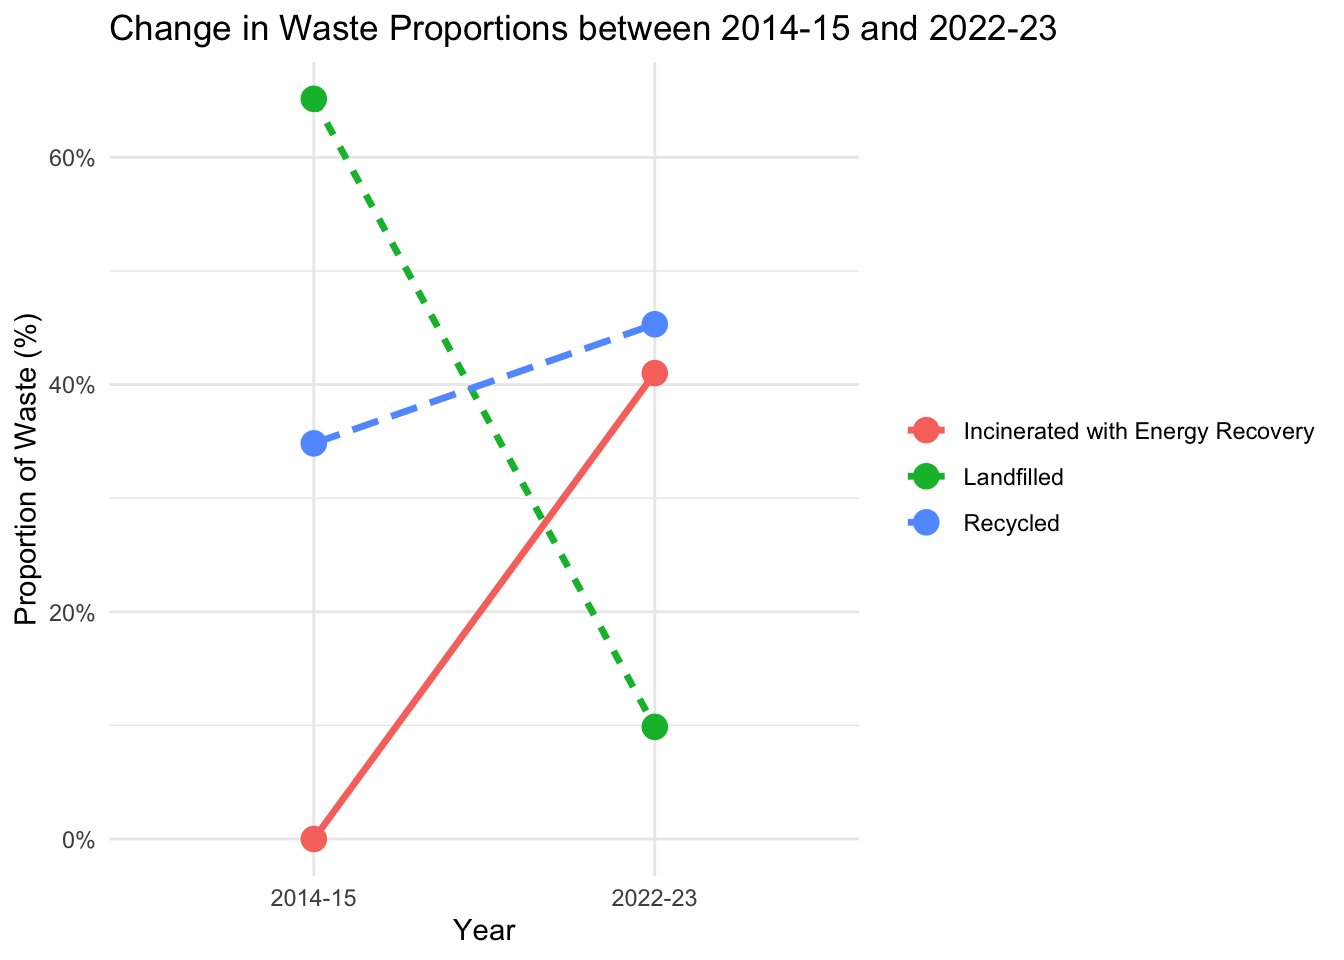 Change in Waste Proportions between 2014-15 and 2022-23
Proportion of Waste (%)
60%
40%
20%
0%
2014-15
2022-23
Year
Incinerated with Energy Recovery
Landfilled
Recycled